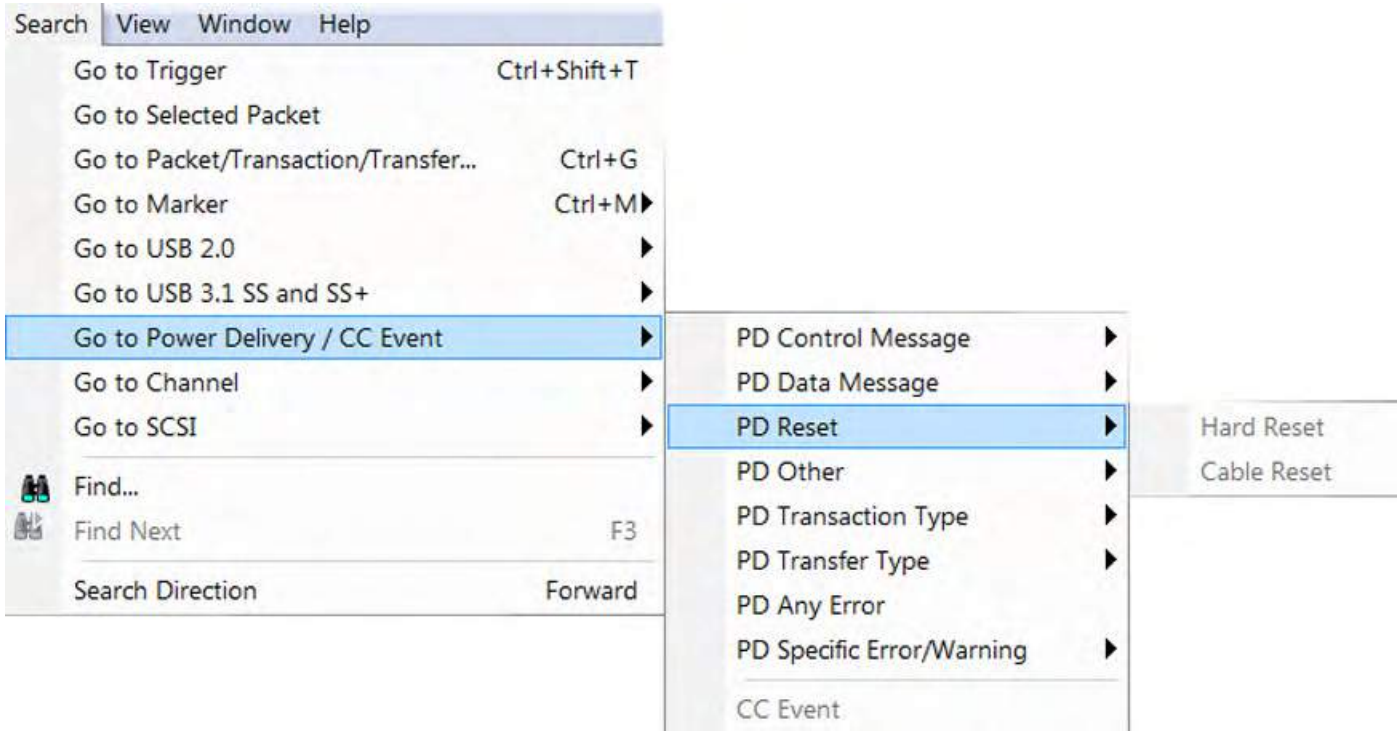 Search View Window Help
Go to Trigger Ctrl+Shift+T
Go to Selected Packet
Go to Packet/Transaction/Transfer... Ctrl+G
Go to Marker Ctrl+M
Go to USB 2.0
Go to USB 3.1 SS and SS+
Go to Power Delivery / CC Event
Go to Channel
Go to SCSI
Find...
Find Next F3
Search Direction Forward
PD Control Message
PD Data Message
PD Reset
PD Other
PD Transaction Type
PD Transfer Type
PD Any Error
PD Specific Error/Warning
CC Event
Hard Reset
Cable Reset